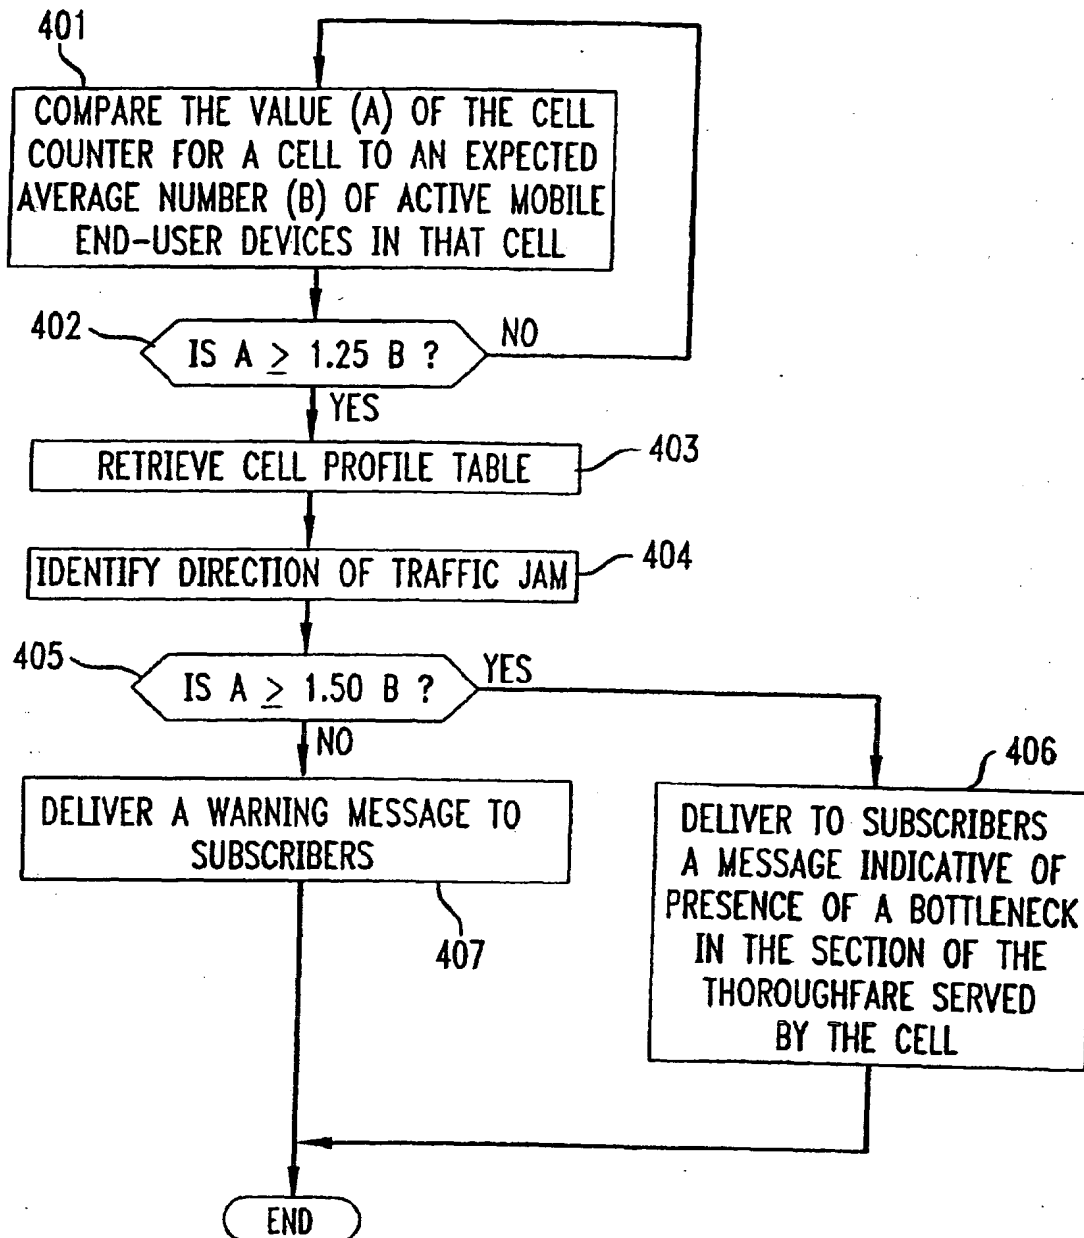 401
COMPARE THE VALUE (A) OF THE CELL
COUNTER FOR A CELL TO AN EXPECTED
AVERAGE NUMBER (B) OF ACTIVE MOBILE
END-USER DEVICES IN THAT CELL
402
IS A ≥ 1.25 B ?
NO
YES
RETRIEVE CELL PROFILE TABLE
403
IDENTIFY DIRECTION OF TRAFFIC JAM
404
405
IS A ≥ 1.50 B ?
YES
NO
406
DELIVER A WARNING MESSAGE TO
SUBSCRIBERS
407
DELIVER TO SUBSCRIBERS
A MESSAGE INDICATIVE OF
PRESENCE OF A BOTTLENECK
IN THE SECTION OF THE
THOROUGHFARE SERVED
BY THE CELL
END